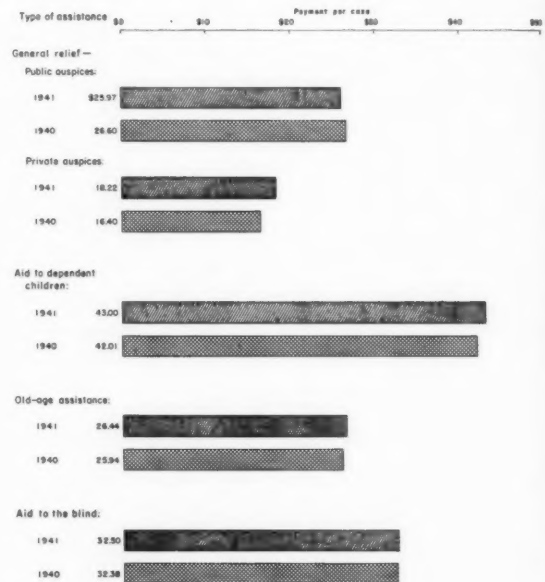 Payment per case
Type of assistance $0 $10 $20 $30 $40 $50
General relief—
Public auspices:
1941 $25.97
1940 26.60
Private auspices:
1941 18.22
1940 16.40
Aid to dependent
children:
1941 43.00
1940 42.01
Old-age assistance:
1941 26.44
1940 25.94
Aid to the blind:
1941 32.50
1940 32.38